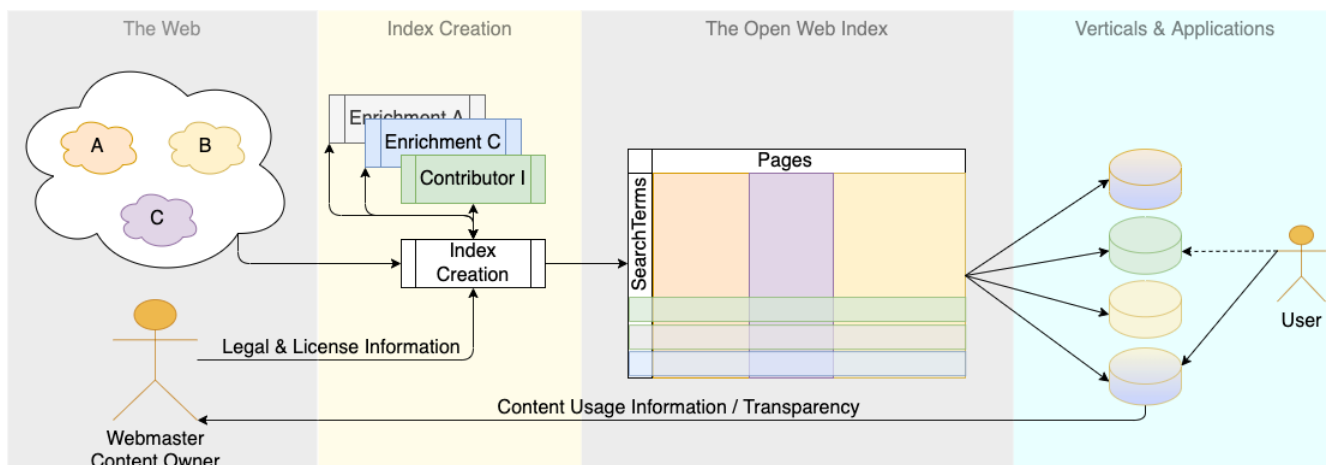 The Web
Index Creation
The Open Web Index
Verticals & Applications
A
B
C
Enrichment A
Enrichment C
Contributor I
Index
Creation
Pages
SearchTerms
User
Legal & License Information
Content Usage Information / Transparency
Webmaster
Content Owner